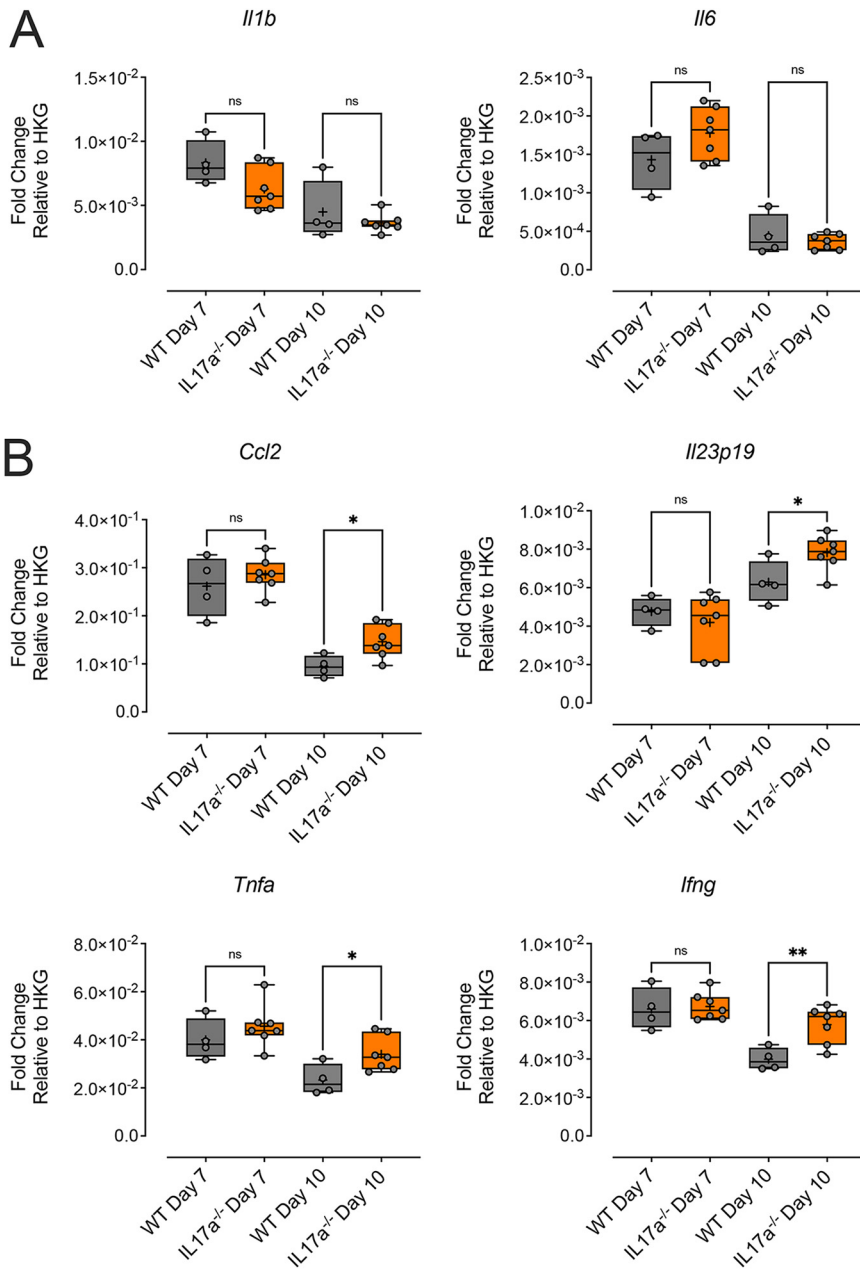 A
Il1b
Fold Change
Relative to HKG
1.5×10⁻²
1.0×10⁻²
5.0×10⁻³
0.0
ns
ns
WT Day 7
IL17a⁻/⁻ Day 7
WT Day 10
IL17a⁻/⁻ Day 10
Il6
Fold Change
Relative to HKG
2.5×10⁻³
2.0×10⁻³
1.5×10⁻³
1.0×10⁻³
5.0×10⁻⁴
0.0
ns
ns
WT Day 7
IL17a⁻/⁻ Day 7
WT Day 10
IL17a⁻/⁻ Day 10
B
Ccl2
Fold Change
Relative to HKG
4.0×10⁻¹
3.0×10⁻¹
2.0×10⁻¹
1.0×10⁻¹
0.0
ns
*
WT Day 7
IL17a⁻/⁻ Day 7
WT Day 10
IL17a⁻/⁻ Day 10
Il23p19
Fold Change
Relative to HKG
1.0×10⁻²
8.0×10⁻³
6.0×10⁻³
4.0×10⁻³
2.0×10⁻³
0.0
ns
*
WT Day 7
IL17a⁻/⁻ Day 7
WT Day 10
IL17a⁻/⁻ Day 10
Tnfa
Fold Change
Relative to HKG
8.0×10⁻²
6.0×10⁻²
4.0×10⁻²
2.0×10⁻²
0.0
ns
*
WT Day 7
IL17a⁻/⁻ Day 7
WT Day 10
IL17a⁻/⁻ Day 10
Ifng
Fold Change
Relative to HKG
1.0×10⁻²
8.0×10⁻³
6.0×10⁻³
4.0×10⁻³
2.0×10⁻³
0.0
ns
**
WT Day 7
IL17a⁻/⁻ Day 7
WT Day 10
IL17a⁻/⁻ Day 10